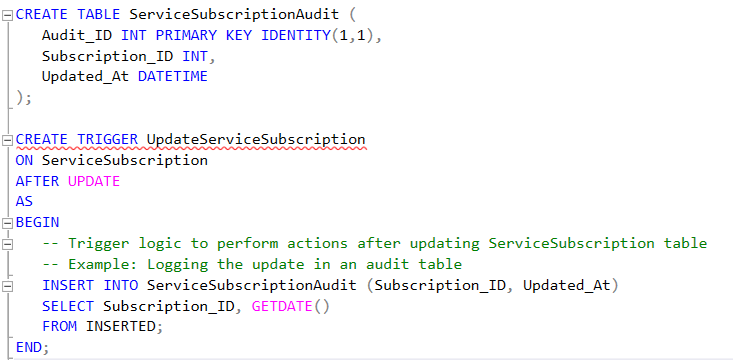 CREATE TABLE ServiceSubscriptionAudit (
    Audit_ID INT PRIMARY KEY IDENTITY(1,1),
    Subscription_ID INT,
    Updated_At DATETIME
);
CREATE TRIGGER UpdateServiceSubscription
ON ServiceSubscription
AFTER UPDATE
AS
BEGIN
    -- Trigger logic to perform actions after updating ServiceSubscription table
    -- Example: Logging the update in an audit table
    INSERT INTO ServiceSubscriptionAudit (Subscription_ID, Updated_At)
    SELECT Subscription_ID, GETDATE()
    FROM INSERTED;
END;